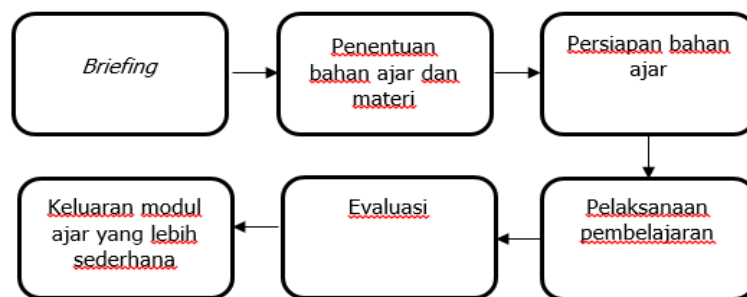 Briefing
Penentuan
bahan ajar dan
materi
Persiapan bahan
ajar
Pelaksanaan
pembelajaran
Evaluasi
Keluaran modul
ajar yang lebih
sederhana